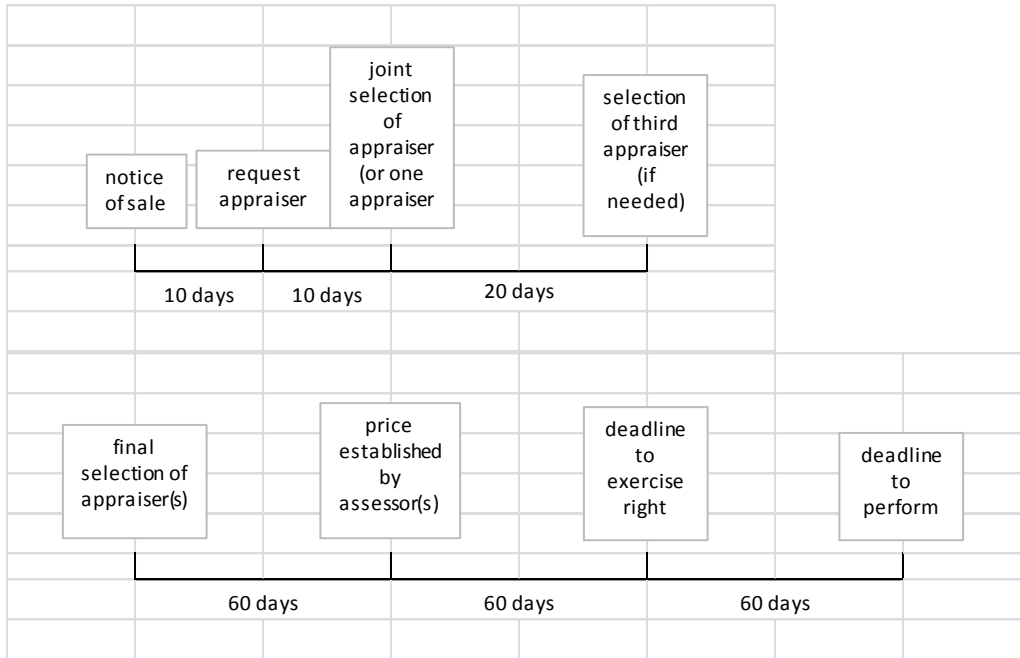 notice
of sale
request
appraiser
joint
selection
of
appraiser
(or one
appraiser
selection
of third
appraiser
(if
needed)
10 days
10 days
20 days
final
selection of
appraiser(s)
price
established
by
assessor(s)
deadline
to
exercise
right
deadline
to
perform
60 days
60 days
60 days